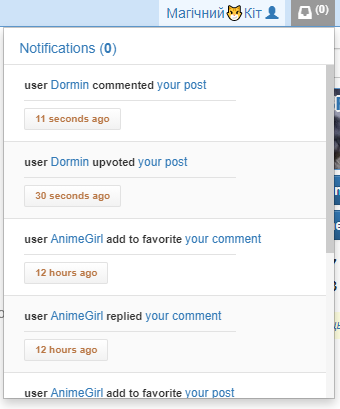 Магічний🐱Кіт (0)
Notifications (0)
user Dormin commented your post
11 seconds ago
user Dormin upvoted your post
30 seconds ago
user AnimeGirl add to favorite your comment
12 hours ago
user AnimeGirl replied your comment
12 hours ago
user AnimeGirl add to favorite your post